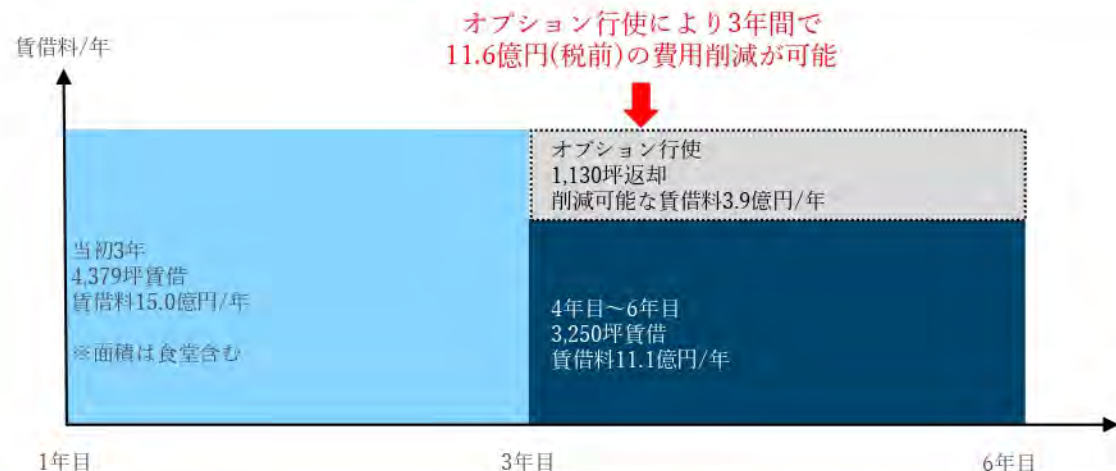 オプション行使により3年間で
11.6億円(税前)の費用削減が可能
賃借料/年
オプション行使
1,130坪返却
削減可能な賃借料3.9億円/年
当初3年
4,379坪賃借
賃借料15.0億円/年
※面積は食堂含む
4年目～6年目
3,250坪賃借
賃借料11.1億円/年
1年目
3年目
6年目